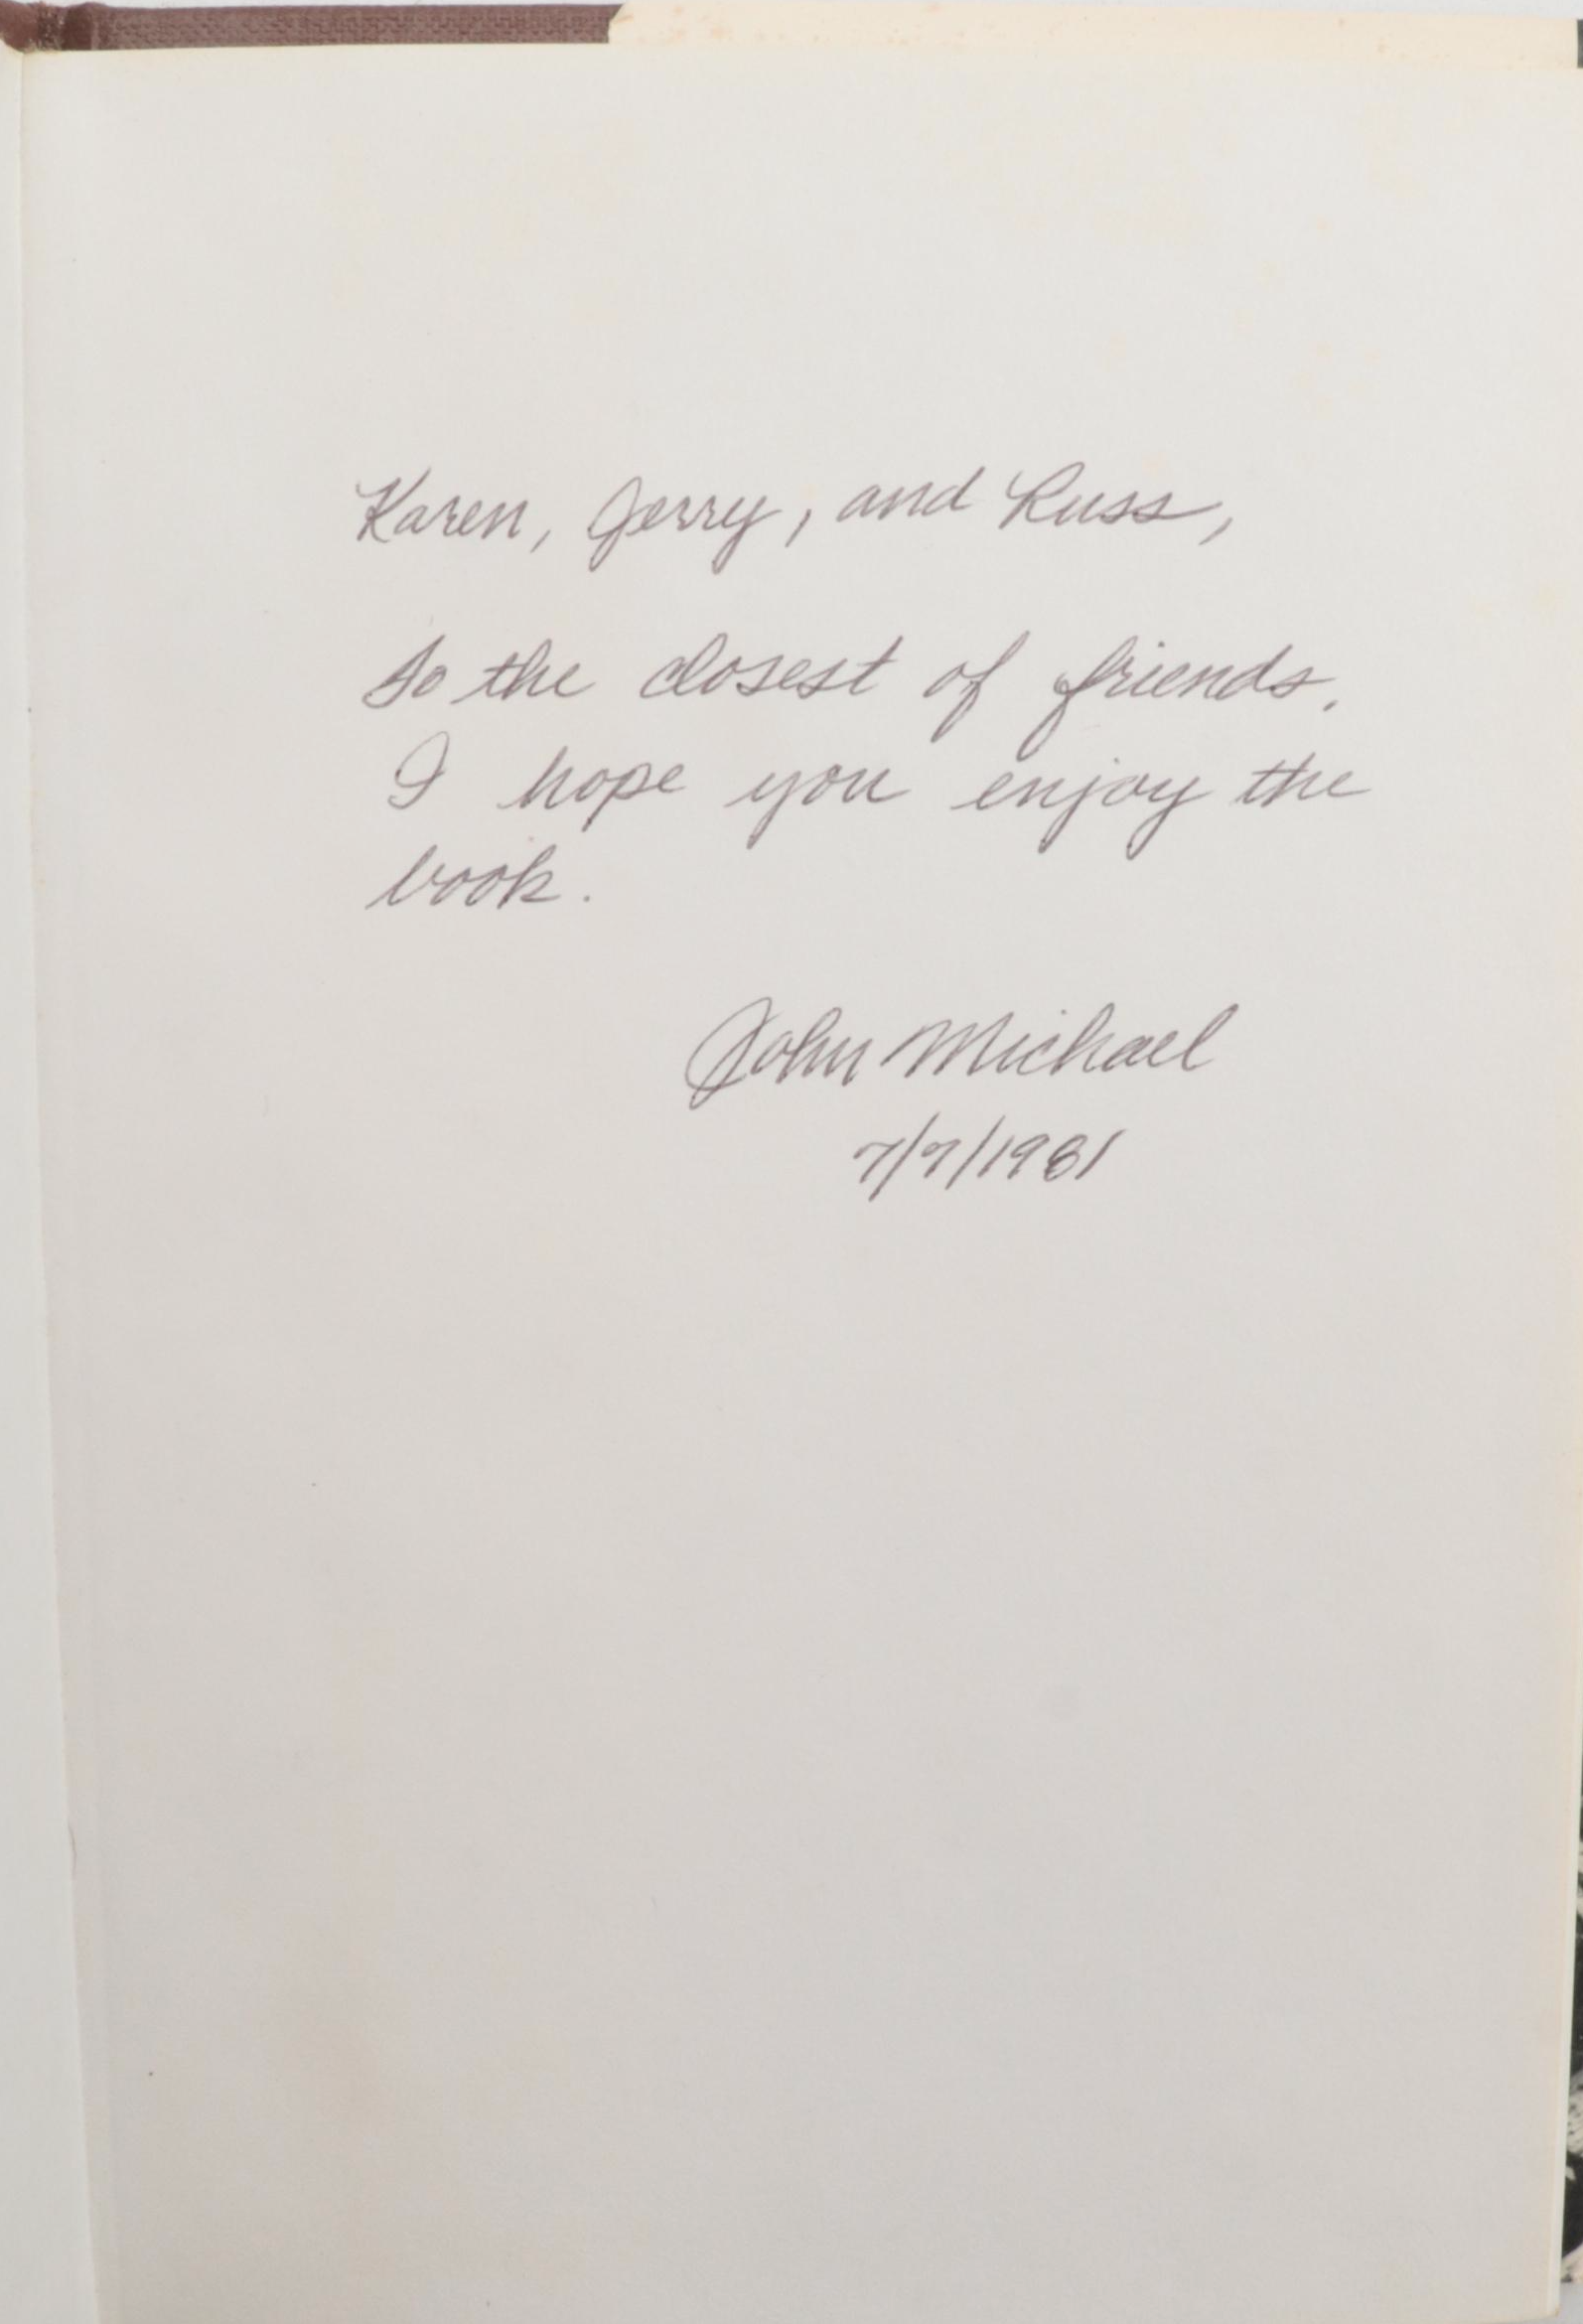 Karen, Jerry, and Russ,
To the closest of friends.
I hope you enjoy the
book.
John Michael
7/7/1981